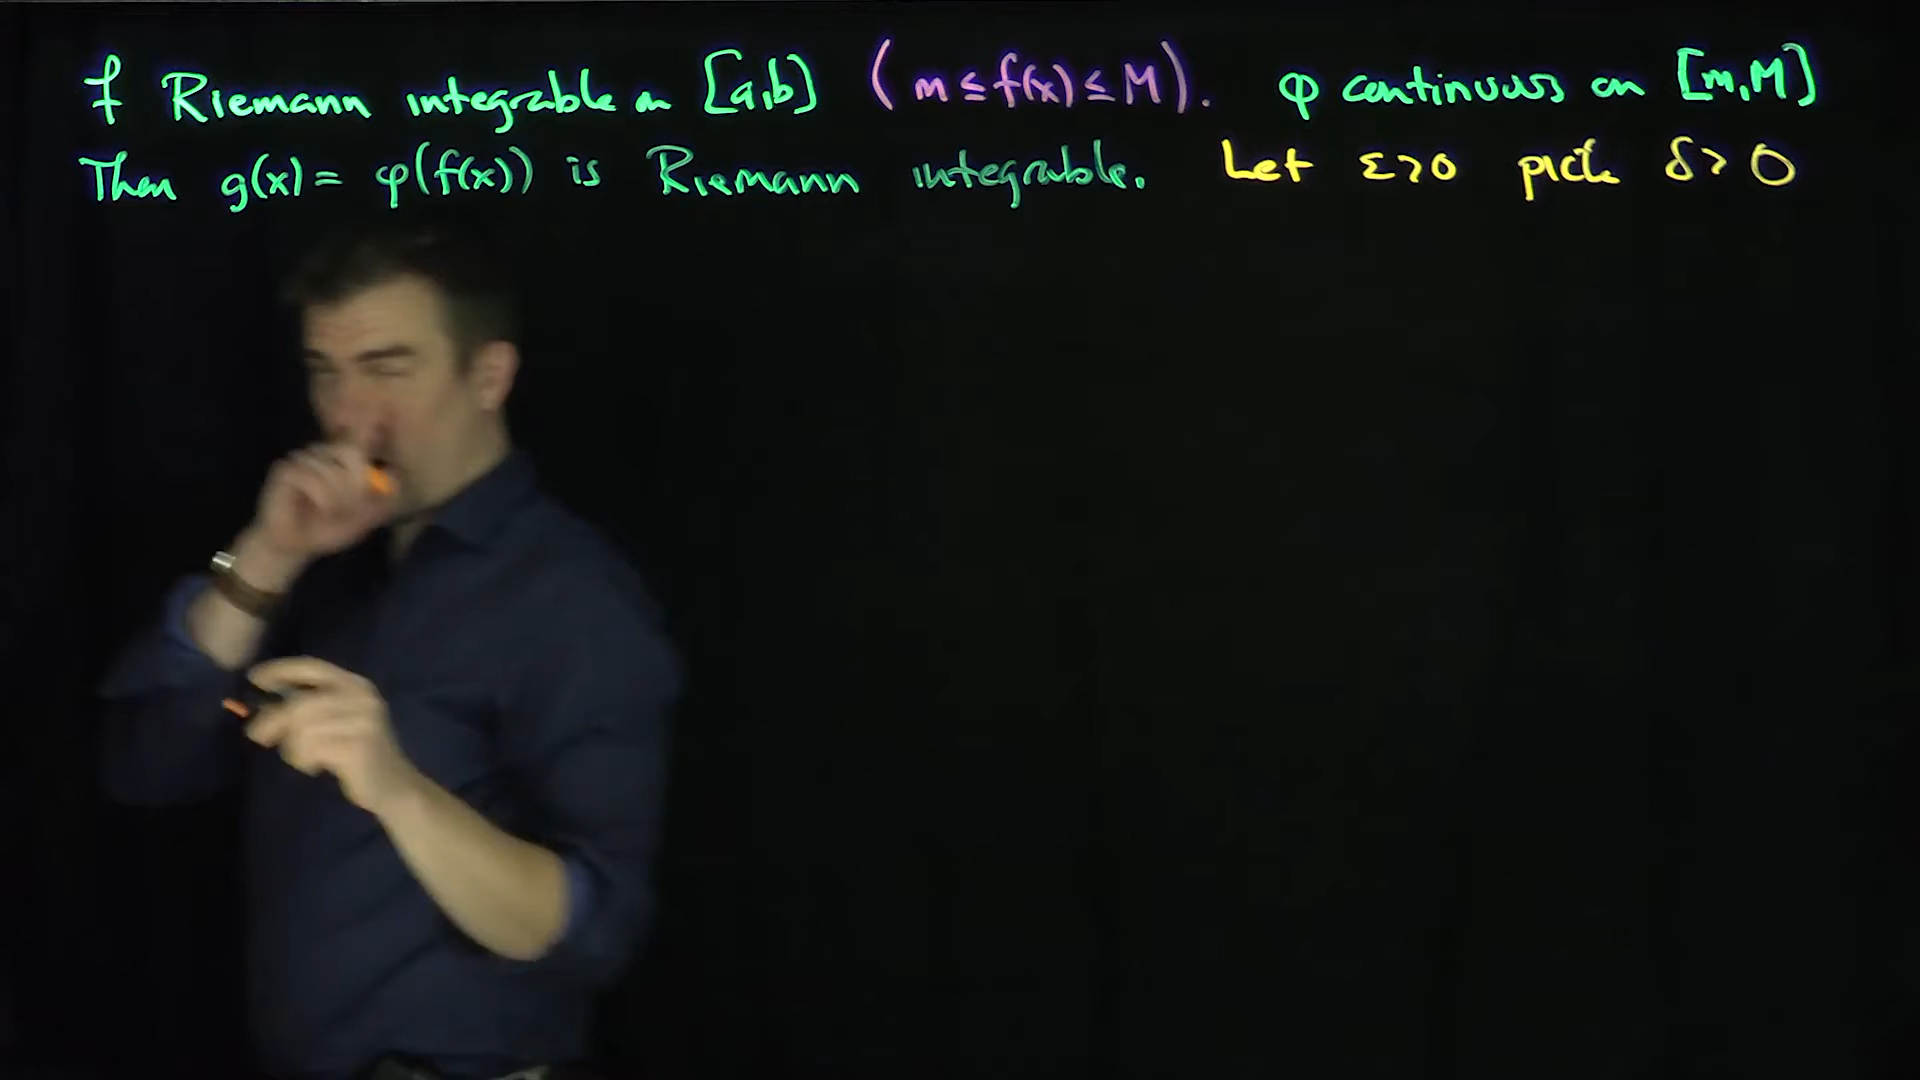 f Riemann integrable on [a,b] (m ≤ f(x) ≤ M). φ continuous on [m,M]
Then g(x) = φ(f(x)) is Riemann integrable. Let ε>0 pick δ>0